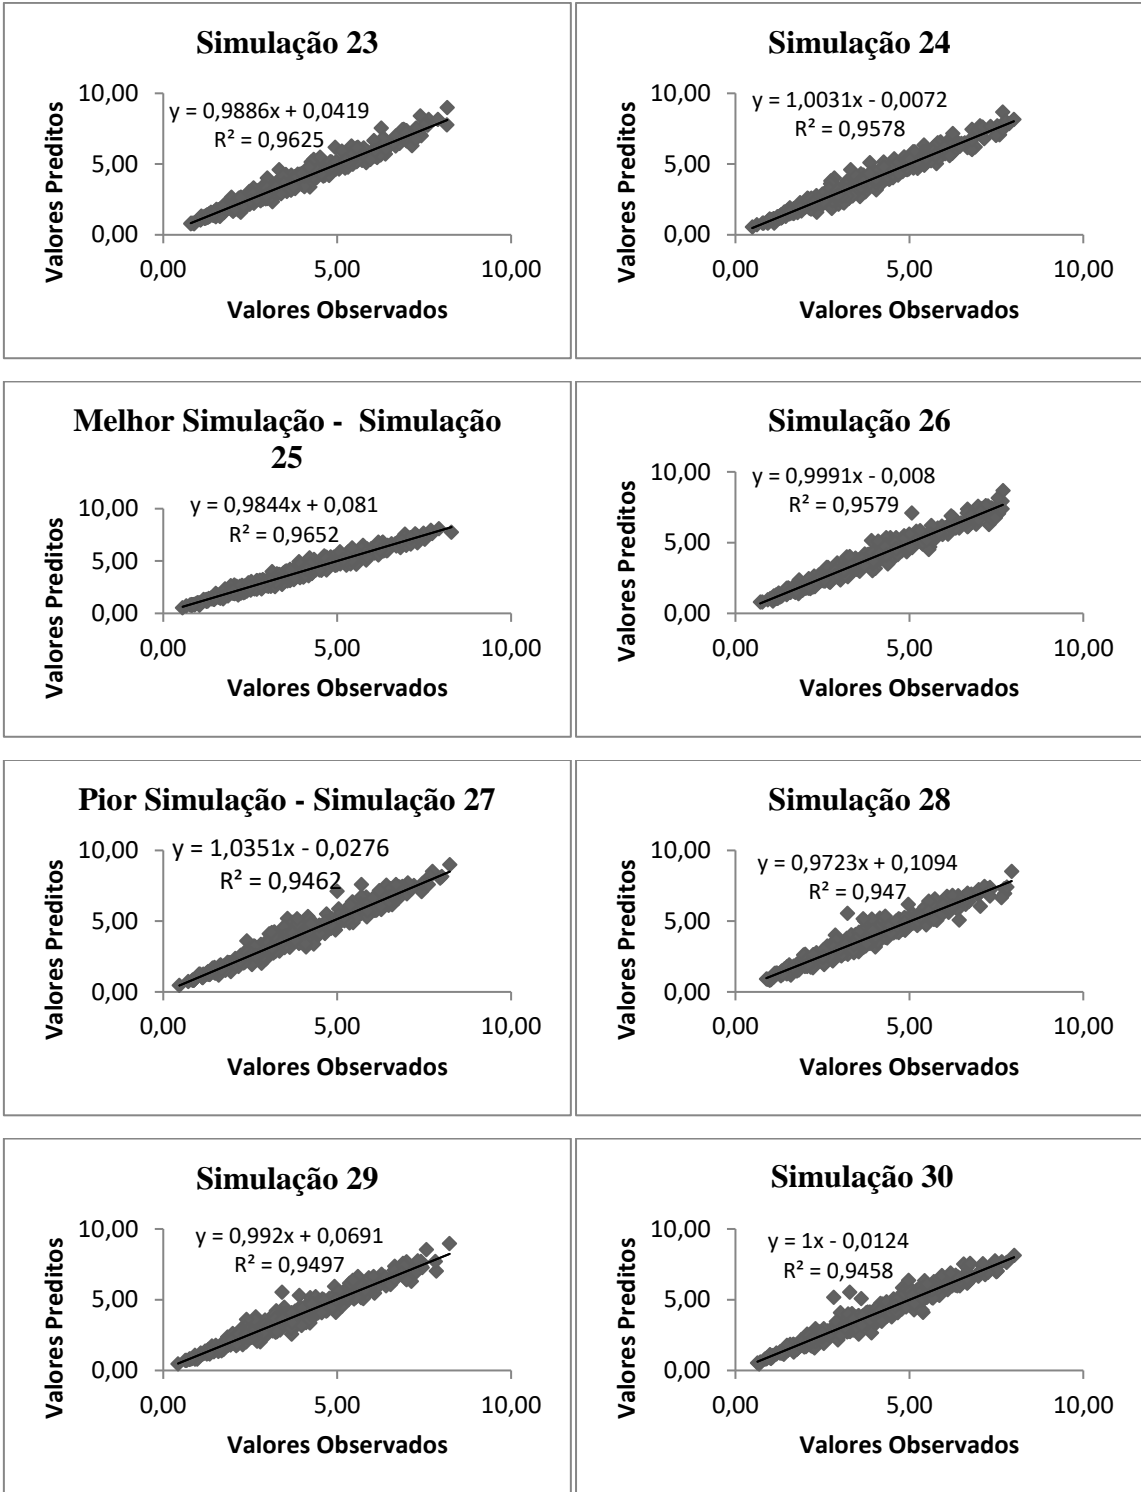 Simulação 23
y = 0,9886x + 0,0419
R² = 0,9625
Valores Preditos
10,00
5,00
0,00
0,00 5,00 10,00
Valores Observados
Simulação 24
y = 1,0031x - 0,0072
R² = 0,9578
Valores Preditos
10,00
5,00
0,00
0,00 5,00 10,00
Valores Observados
Melhor Simulação - Simulação
25
y = 0,9844x + 0,081
R² = 0,9652
Valores Preditos
10,00
5,00
0,00
0,00 5,00 10,00
Valores Observados
Simulação 26
y = 0,9991x - 0,008
R² = 0,9579
Valores Preditos
10,00
5,00
0,00
0,00 5,00 10,00
Valores Observados
Pior Simulação - Simulação 27
y = 1,0351x - 0,0276
R² = 0,9462
Valores Preditos
10,00
5,00
0,00
0,00 5,00 10,00
Valores Observados
Simulação 28
y = 0,9723x + 0,1094
R² = 0,947
Valores Preditos
10,00
5,00
0,00
0,00 5,00 10,00
Valores Observados
Simulação 29
y = 0,992x + 0,0691
R² = 0,9497
Valores Preditos
10,00
5,00
0,00
0,00 5,00 10,00
Valores Observados
Simulação 30
y = 1x - 0,0124
R² = 0,9458
Valores Preditos
10,00
5,00
0,00
0,00 5,00 10,00
Valores Observados